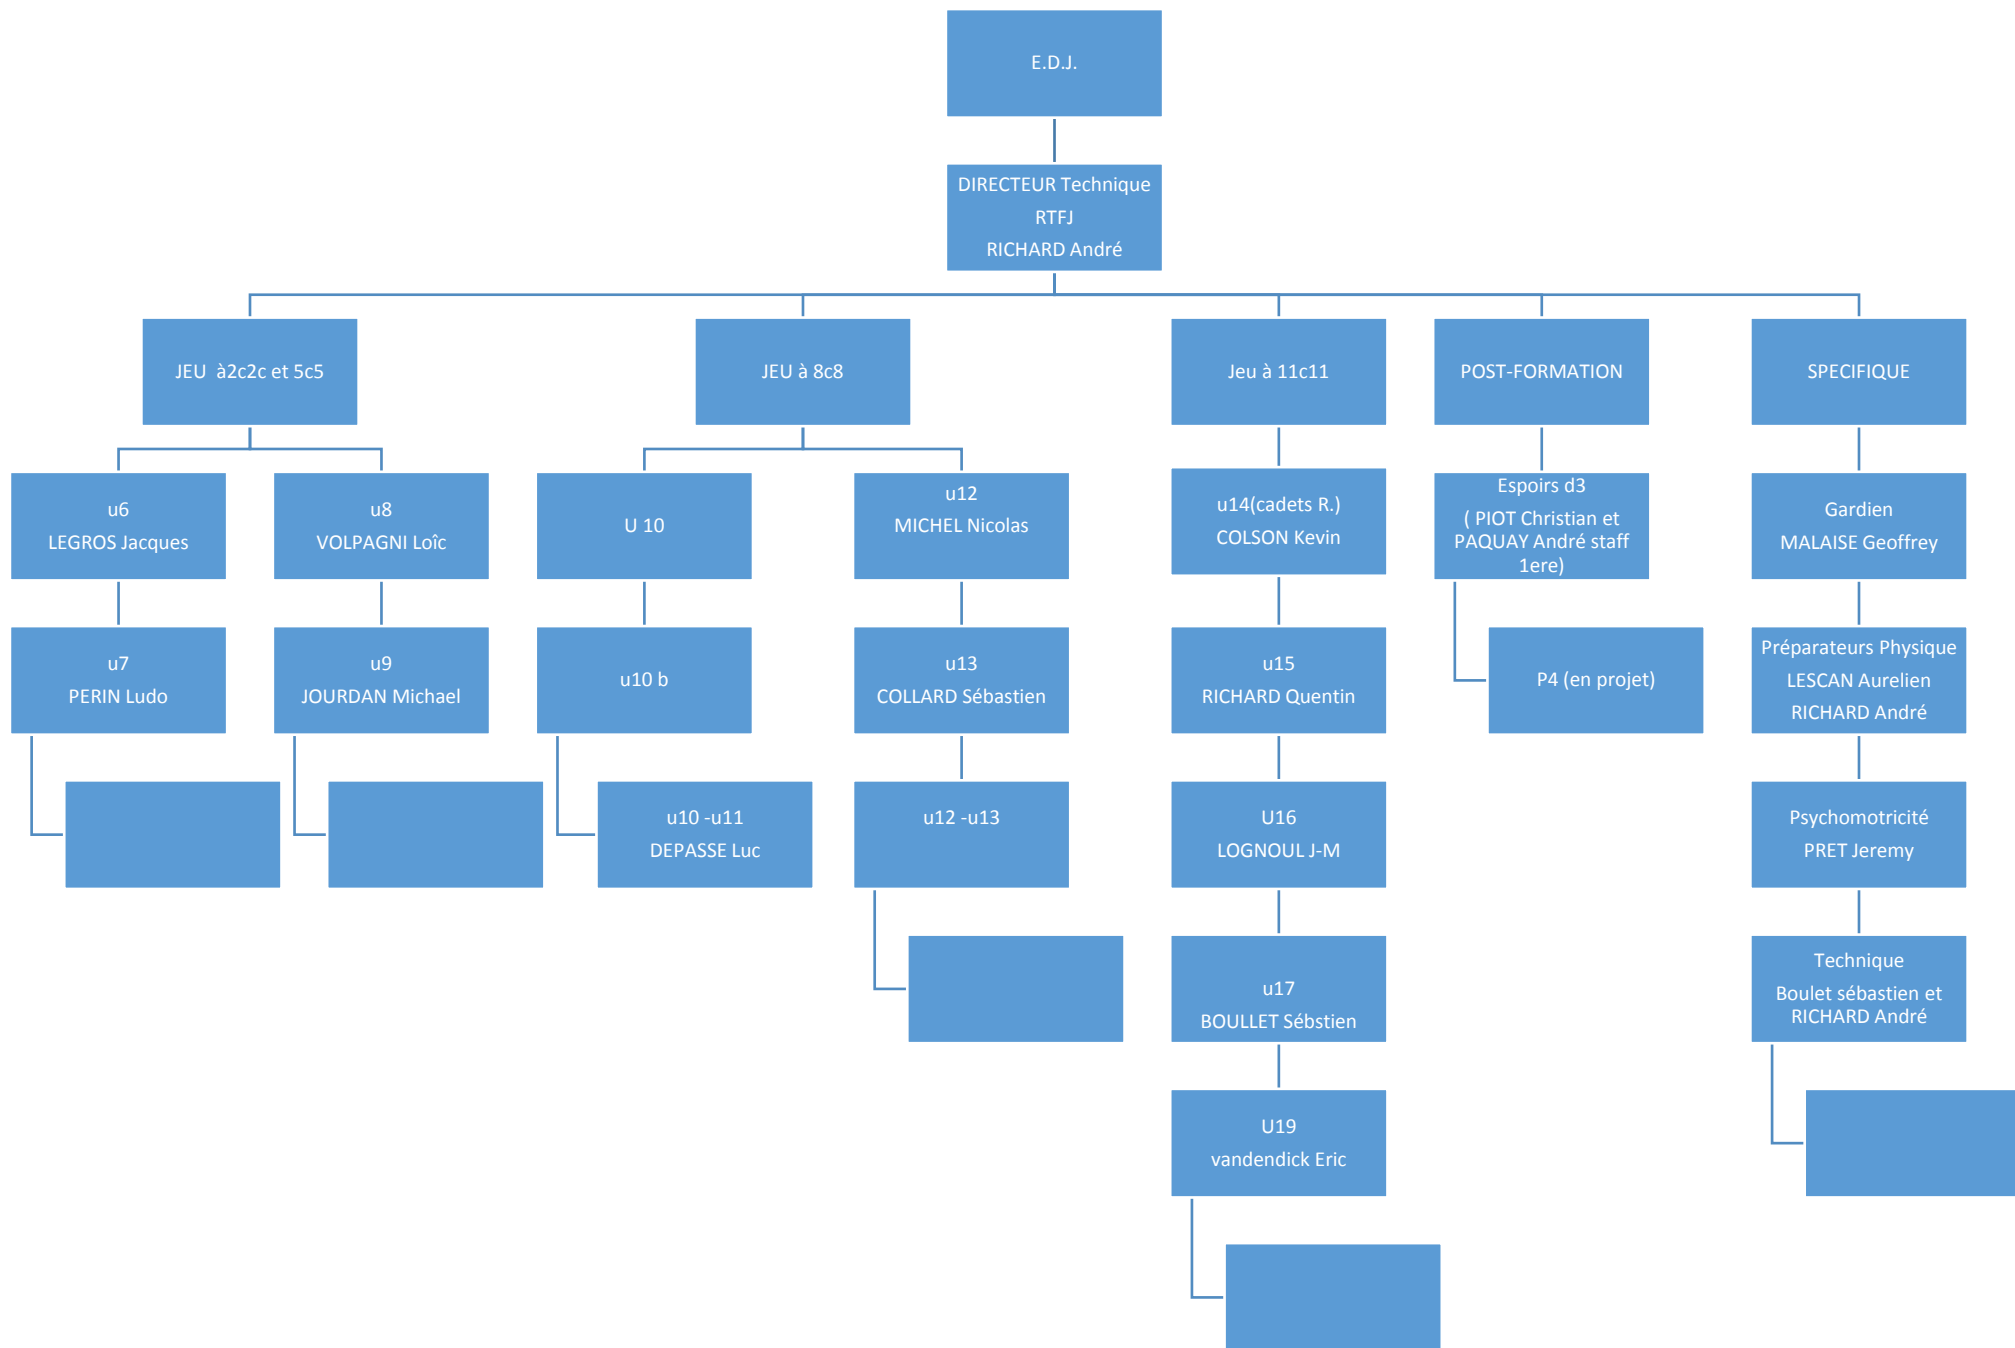 E.D.J.
DIRECTEUR Technique
RTFJ
RICHARD André
JEU  à2c2c et 5c5
JEU à 8c8
Jeu à 11c11
POST-FORMATION
SPECIFIQUE
u6
LEGROS Jacques
u8
VOLPAGNI Loîc
U 10
u12
MICHEL Nicolas
u14(cadets R.)
COLSON Kevin
Espoirs d3
( PIOT Christian et
PAQUAY André staff
1ere)
Gardien
MALAISE Geoffrey
u7
PERIN Ludo
u9
JOURDAN Michael
u10 b
u13
COLLARD Sébastien
u15
RICHARD Quentin
P4 (en projet)
Préparateurs Physique
LESCAN Aurelien
RICHARD André
u10 -u11
DEPASSE Luc
u12 -u13
U16
LOGNOUL J-M
Psychomotricité
PRET Jeremy
u17
BOULLET Sébstien
Technique
Boulet sébastien et
RICHARD André
U19
vandendick Eric